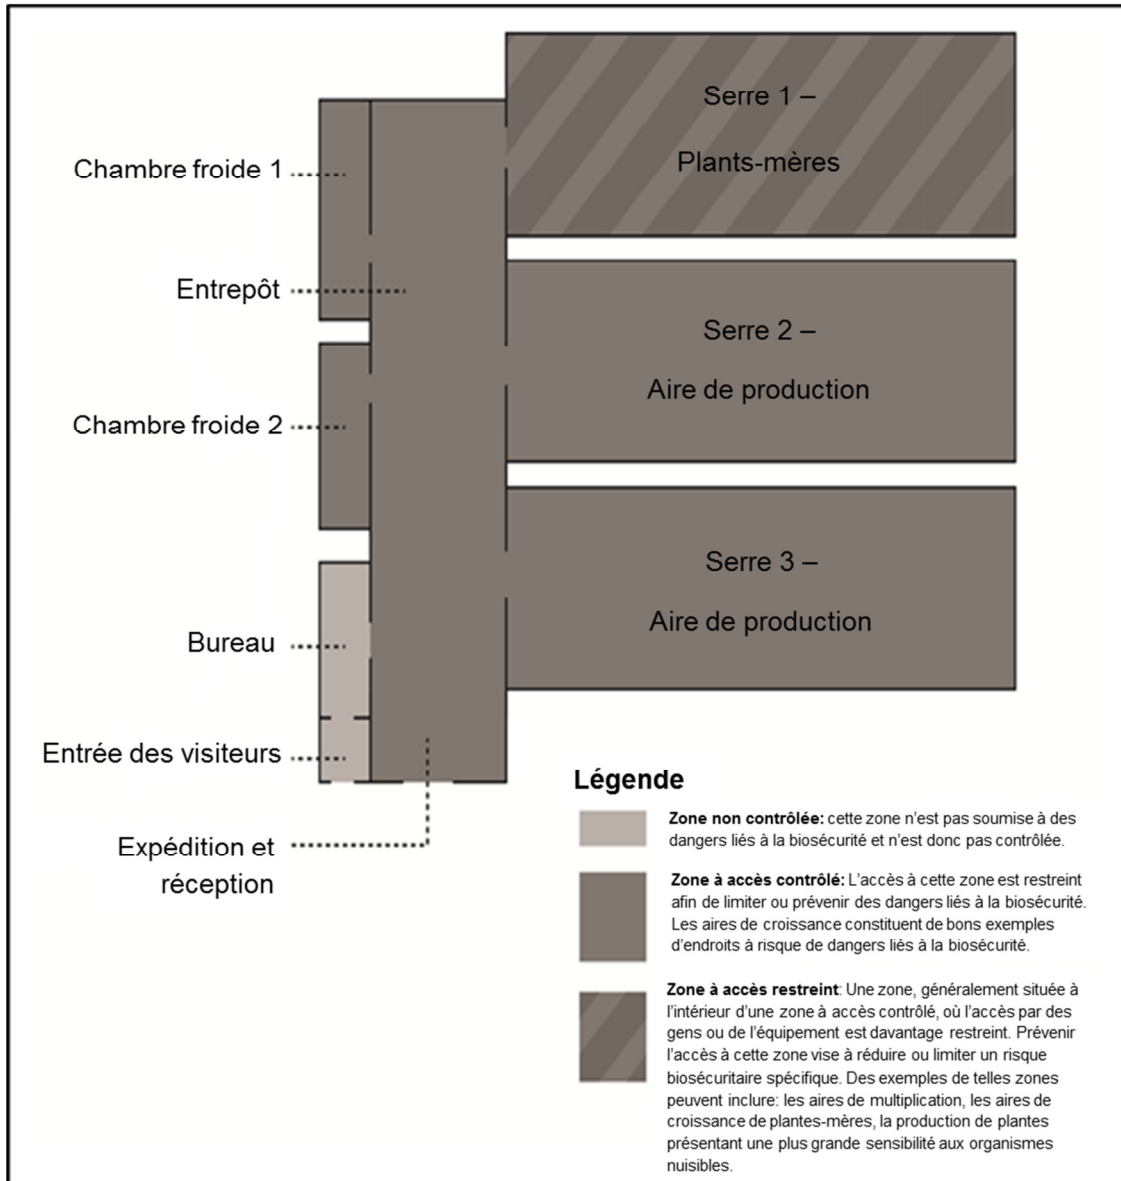 Serre 1 –
Plants-mères
Chambre froide 1
Entrepôt
Serre 2 –
Aire de production
Chambre froide 2
Serre 3 –
Aire de production
Bureau
Entrée des visiteurs
Expédition et
réception
Légende
Zone non contrôlée: cette zone n’est pas soumise à des
dangers liés à la biosécurité et n’est donc pas contrôlée.
Zone à accès contrôlé: L’accès à cette zone est restreint
afin de limiter ou prévenir des dangers liés à la biosécurité.
Les aires de croissance constituent de bons exemples
d’endroits à risque de dangers liés à la biosécurité.
Zone à accès restreint: Une zone, généralement située à
l’intérieur d’une zone à accès contrôlé, où l’accès par des
gens ou de l’équipement est davantage restreint. Prévenir
l’accès à cette zone vise à réduire ou limiter un risque
biosécuritaire spécifique. Des exemples de telles zones
peuvent inclure: les aires de multiplication, les aires de
croissance de plantes-mères, la production de plantes
présentant une plus grande sensibilité aux organismes
nuisibles.